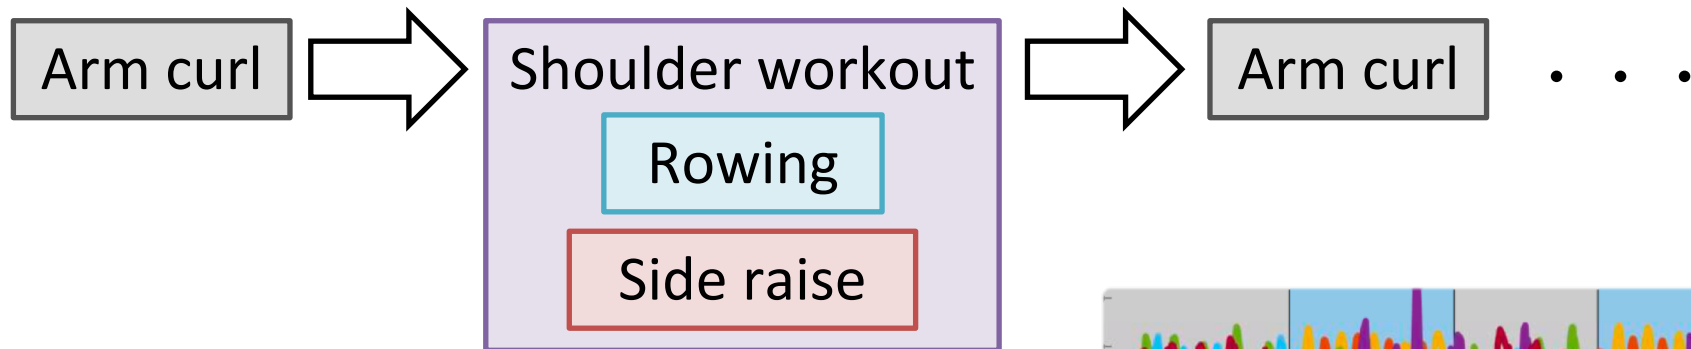 Arm curl
Shoulder workout
Arm curl
. . .
Rowing
Side raise